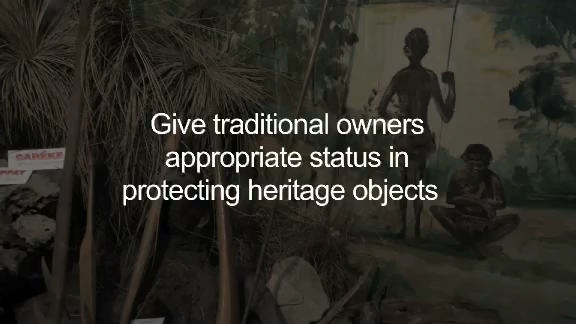 Give traditional owners
appropriate status in
protecting heritage objects